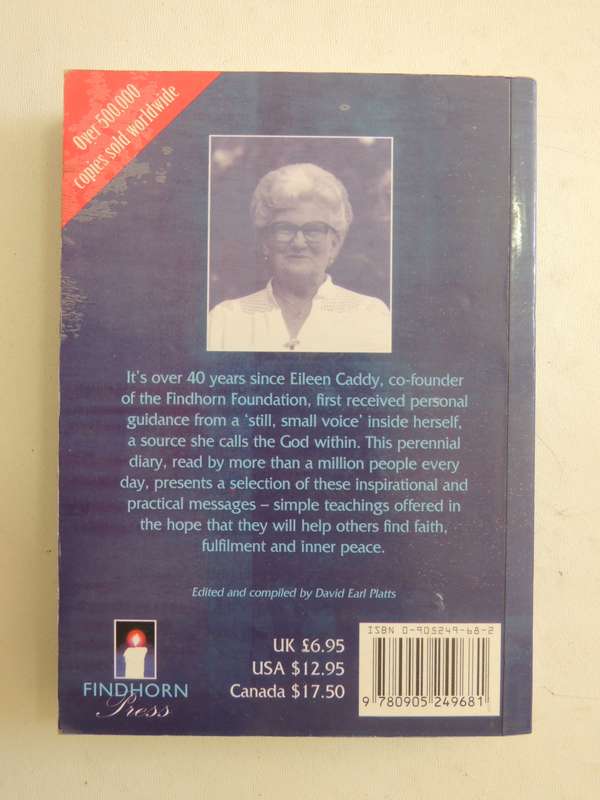 Over 500,000
copies sold worldwide
It's over 40 years since Eileen Caddy, co-founder
of the Findhorn Foundation, first received personal
guidance from a ‘still, small voice’ inside herself,
a source she calls the God within. This perennial
diary, read by more than a million people every
day, presents a selection of these inspirational and
practical messages – simple teachings offered in
the hope that they will help others find faith,
fulfilment and inner peace.
Edited and compiled by David Earl Platts
FINDHORN
Press
UK £6.95
USA $12.95
Canada $17.50
ISBN 0-905249-68-2
9 780905 249681